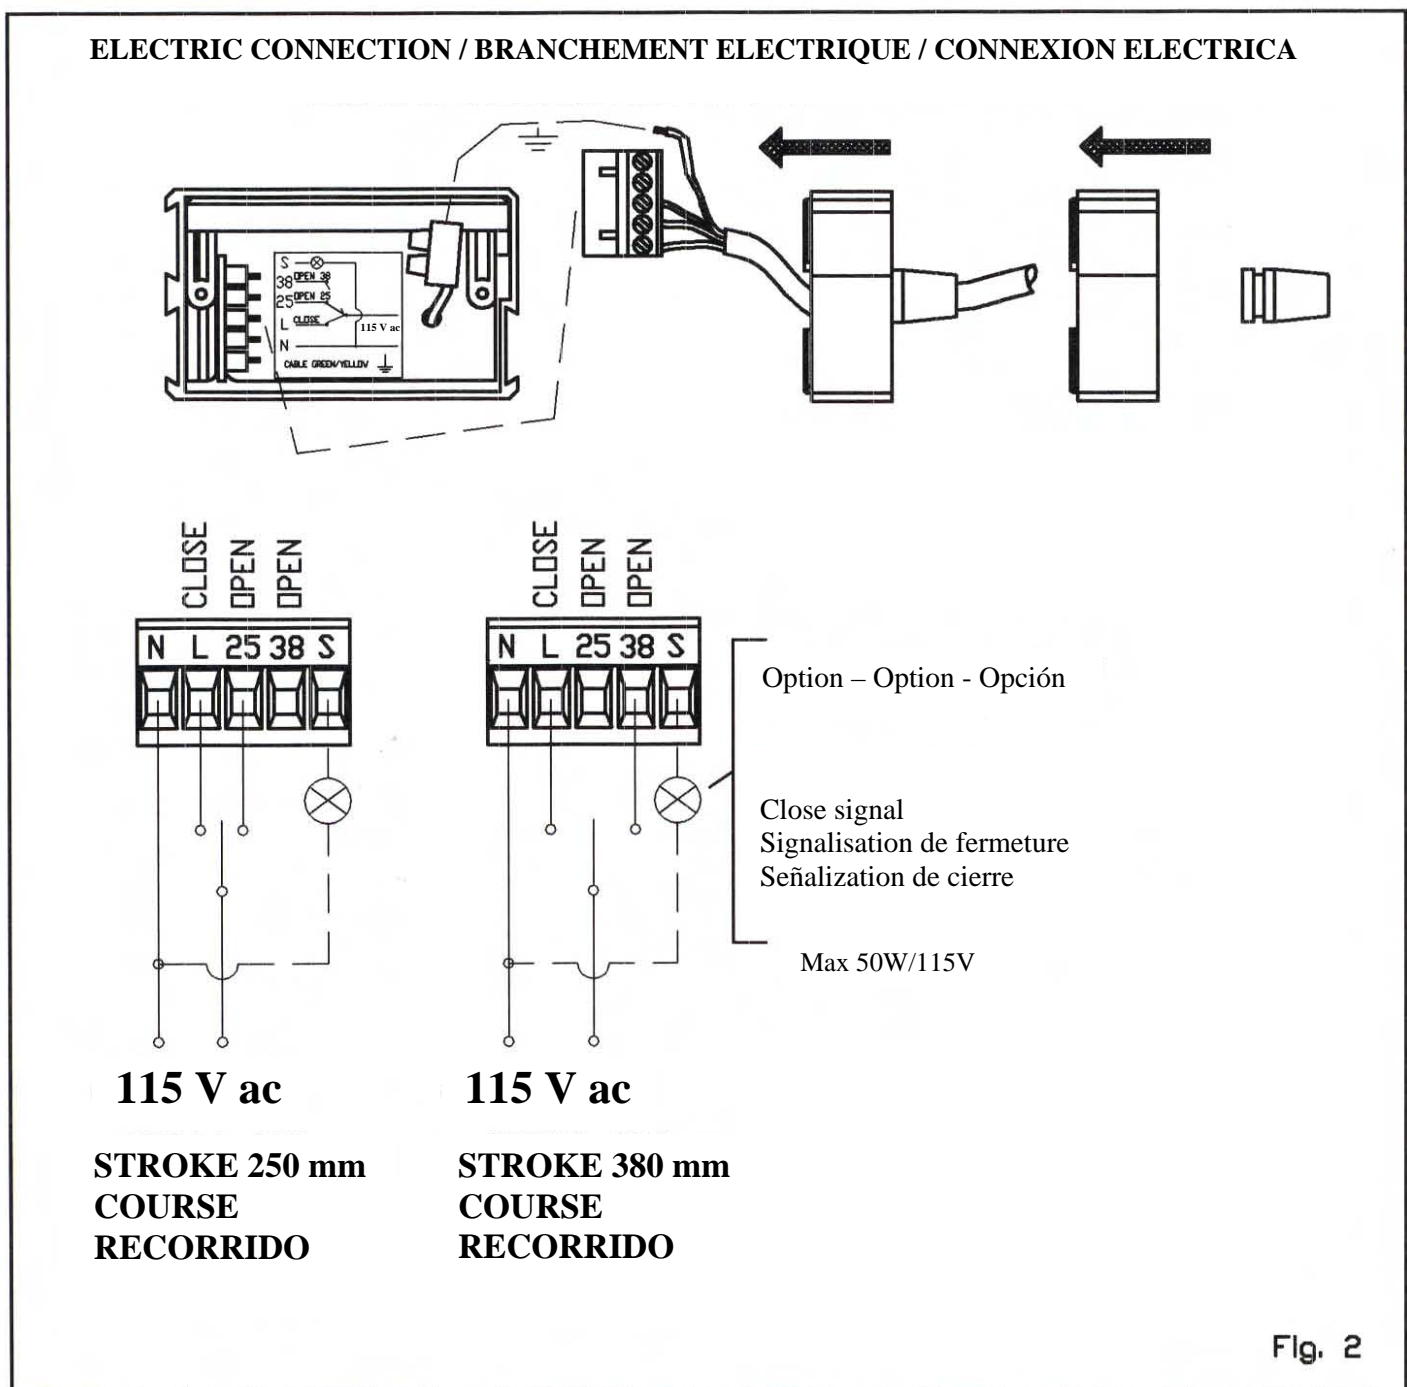 ELECTRIC CONNECTION / BRANCHEMENT ELECTRIQUE / CONNEXION ELECTRICA
S
38 OPEN 38
25 OPEN 25
L CLOSE
115 V ac
N
CABLE GREEN/YELLOW
CLOSE OPEN OPEN
N L 25 38 S
CLOSE OPEN OPEN
N L 25 38 S
Option – Option - Opción
Close signal
Signalisation de fermeture
Señalization de cierre
Max 50W/115V
115 V ac
115 V ac
STROKE 250 mm
COURSE
RECORRIDO
STROKE 380 mm
COURSE
RECORRIDO
Fig. 2